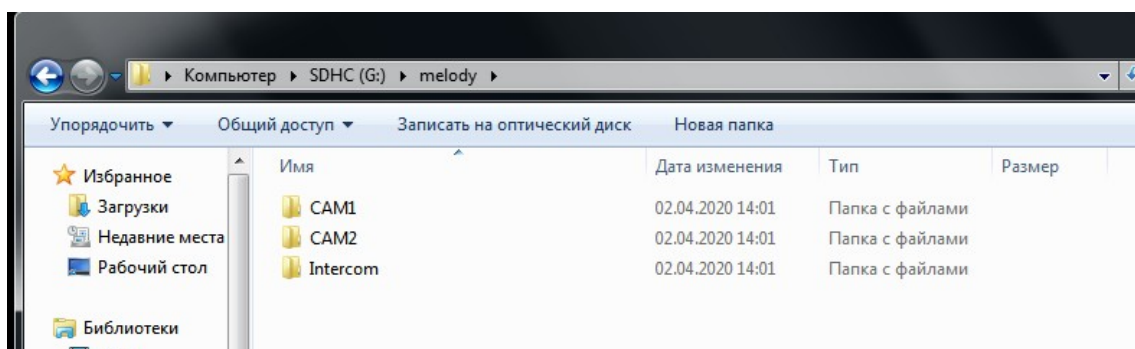 Компьютер ▸ SDHC (G:) ▸ melody ▸
Упорядочить Общий доступ Записать на оптический диск Новая папка
Избранное
Загрузки
Недавние места
Рабочий стол
Библиотеки
Имя Дата изменения Тип Размер
CAM1 02.04.2020 14:01 Папка с файлами
CAM2 02.04.2020 14:01 Папка с файлами
Intercom 02.04.2020 14:01 Папка с файлами